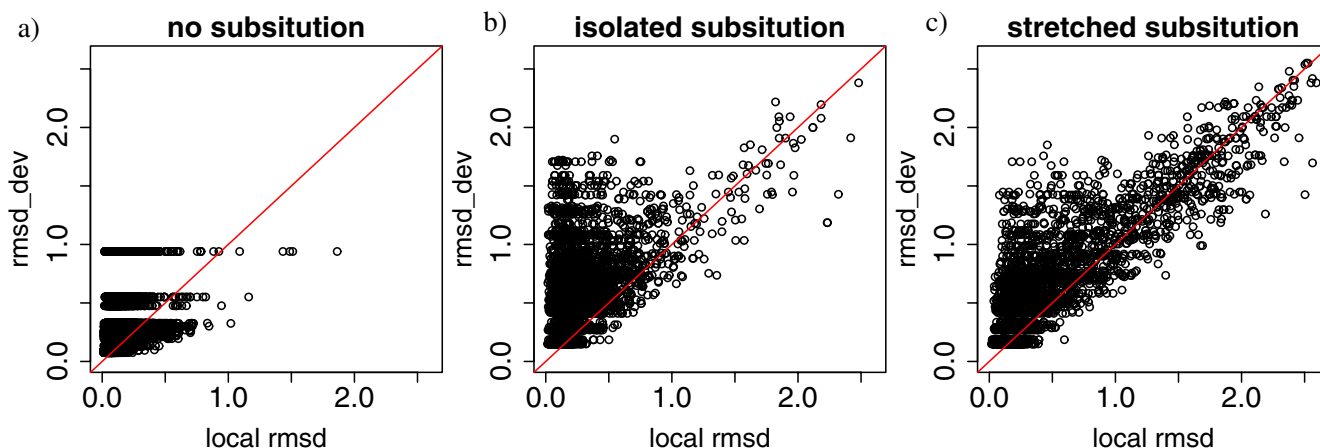 a) no subsitution
rmsd_dev
2.0
1.0
0.0
0.0 1.0 2.0
local rmsd
b) isolated subsitution
rmsd_dev
2.0
1.0
0.0
0.0 1.0 2.0
local rmsd
c) stretched subsitution
rmsd_dev
2.0
1.0
0.0
0.0 1.0 2.0
local rmsd